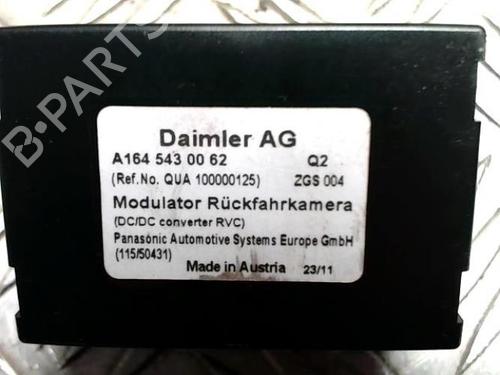 Daimler AG
A164 543 00 62 Q2
(Ref.No. QUA 100000125) ZGS 004
Modulator Rückfahrkamera
(DC/DC converter RVC)
Panasonic Automotive Systems Europe GmbH
(115/50431)
Made in Austria 23/11
B-PARTS